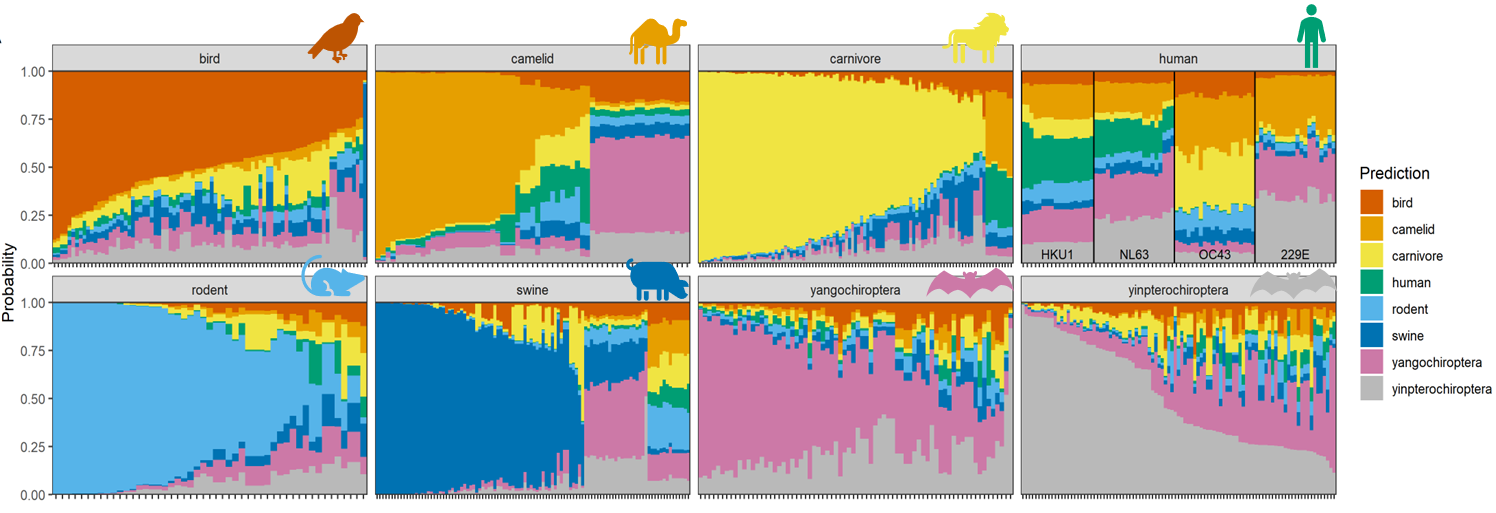 bird
camelid
carnivore
human
1.00
0.75
0.50
0.25
0.00
HKU1
NL63
OC43
229E
Probability
rodent
swine
yangochiroptera
yinpterochiroptera
1.00
0.75
0.50
0.25
0.00
Prediction
bird
camelid
carnivore
human
rodent
swine
yangochiroptera
yinpterochiroptera